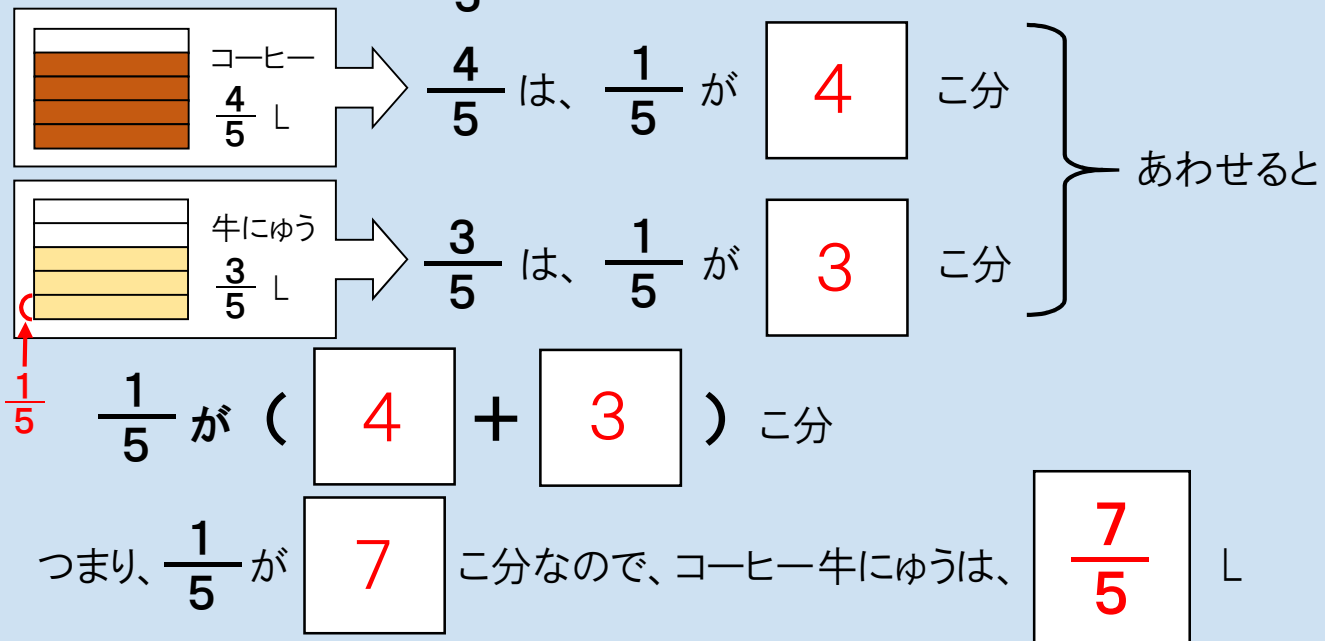 コーヒー
4/5 L
4/5 は、 1/5 が 4 こ分
牛にゅう
3/5 L
3/5 は、 1/5 が 3 こ分
あわせると
1/5
1/5 が ( 4 + 3 ) こ分
つまり、 1/5 が 7 こ分なので、コーヒー牛にゅうは、 7/5 L